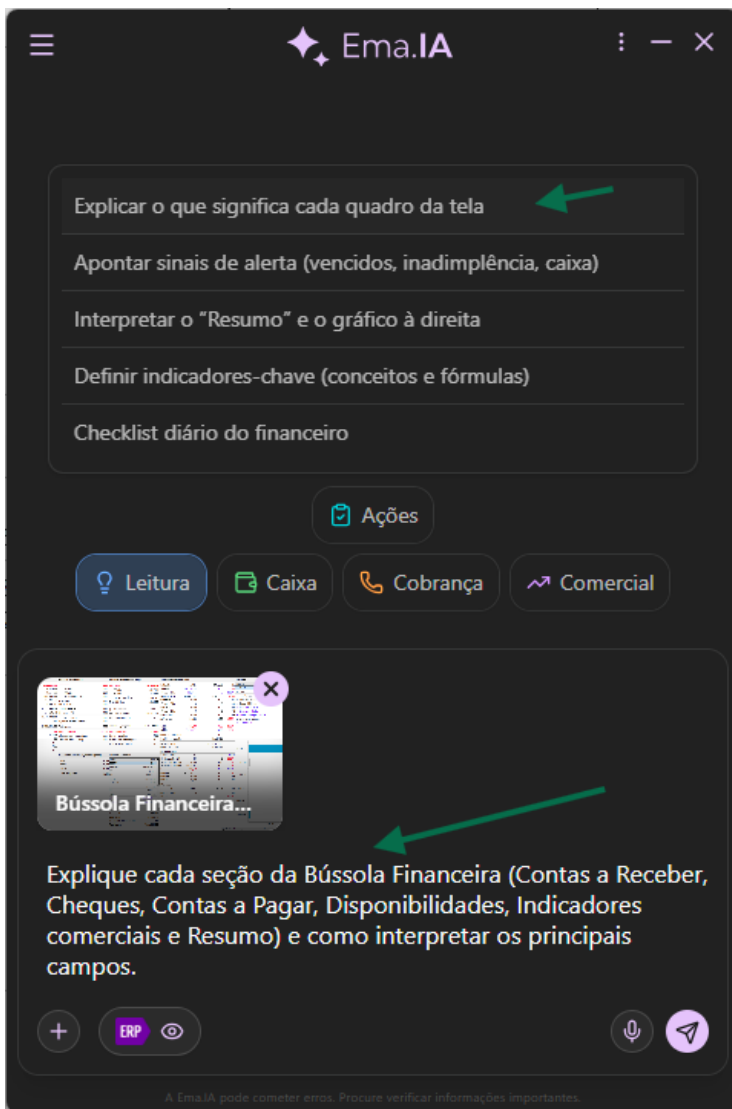 Ema.IA
Explicar o que significa cada quadro da tela
Apontar sinais de alerta (vencidos, inadimplência, caixa)
Interpretar o “Resumo” e o gráfico à direita
Definir indicadores-chave (conceitos e fórmulas)
Checklist diário do financeiro
Ações
Leitura
Caixa
Cobrança
Comercial
Bússola Financeira...
Explique cada seção da Bússola Financeira (Contas a Receber,
Cheques, Contas a Pagar, Disponibilidades, Indicadores
comerciais e Resumo) e como interpretar os principais
campos.
ERP
A Ema.IA pode cometer erros. Procure verificar informações importantes.